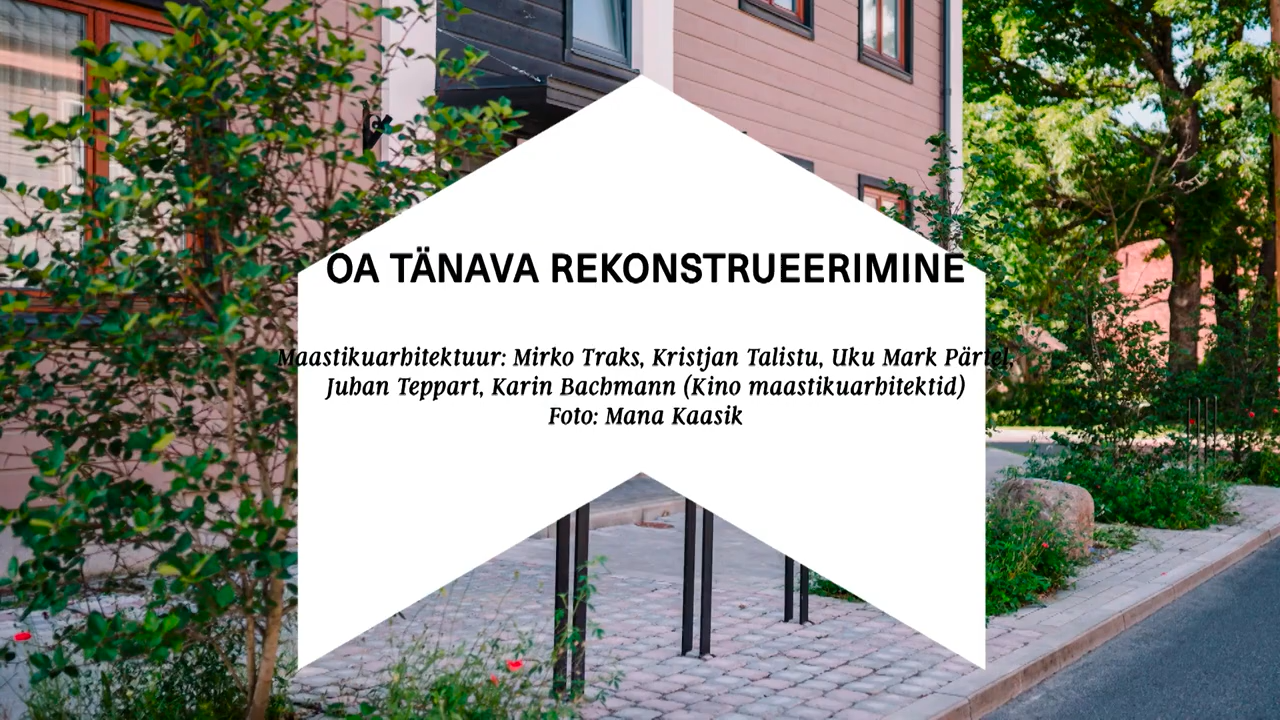 OA TÄNAVA REKONSTRUEERIMINE
Maastikuarhitektuur: Mirko Traks, Kristjan Talistu, Uku Mark Pärtel,
Juhan Teppart, Karin Bachmann (Kino maastikuarhitektid)
Foto: Mana Kaasik